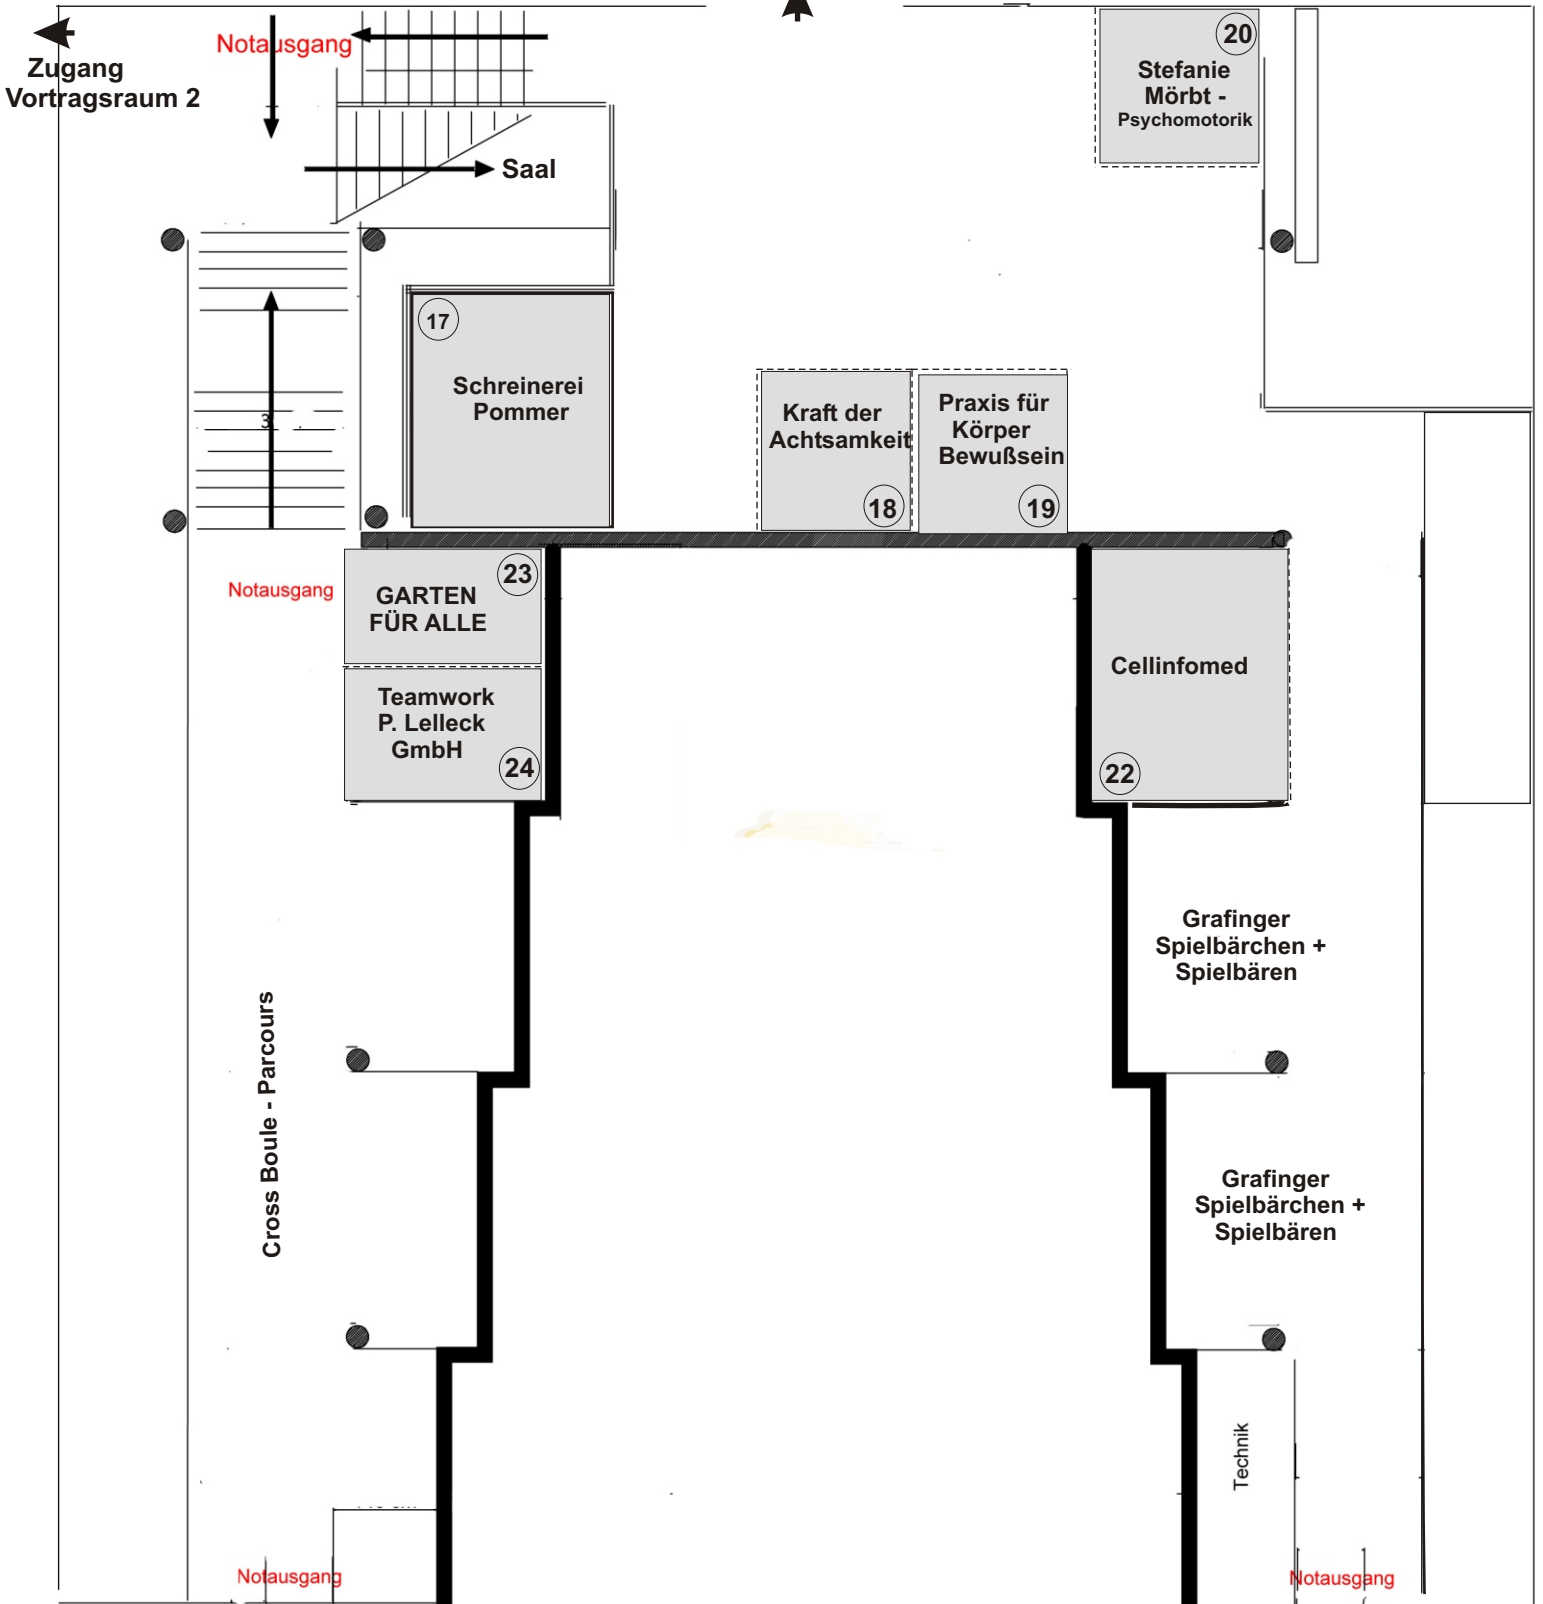 Zugang
Vortragsraum 2
Notausgang
Saal
20
Stefanie
Mörbt -
Psychomotorik
17
Schreinerei
Pommer
3
Kraft der
Achtsamkeit
18
Praxis für
Körper
Bewußsein
19
Notausgang
23
GARTEN
FÜR ALLE
Teamwork
P. Lelleck
GmbH
24
Cellinfomed
22
Grafinger
Spielbärchen +
Spielbären
Cross Boule - Parcours
Grafinger
Spielbärchen +
Spielbären
Technik
Notausgang
Notausgang